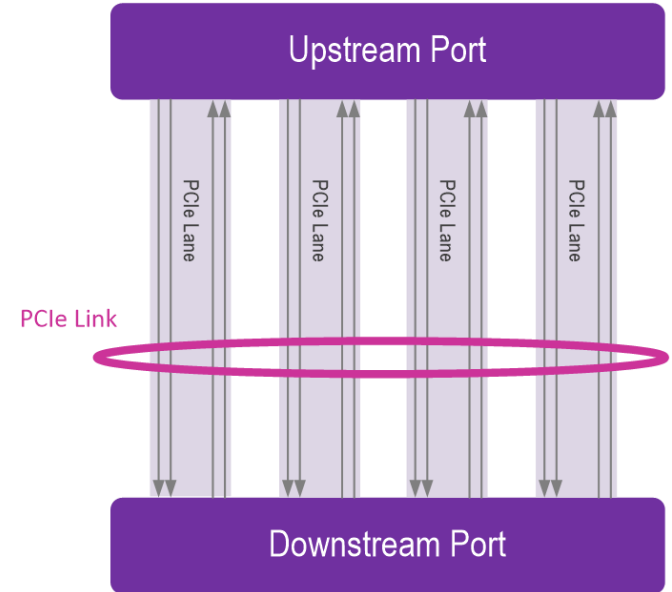 Upstream Port
PCIe Lane
PCIe Lane
PCIe Lane
PCIe Lane
PCIe Link
Downstream Port